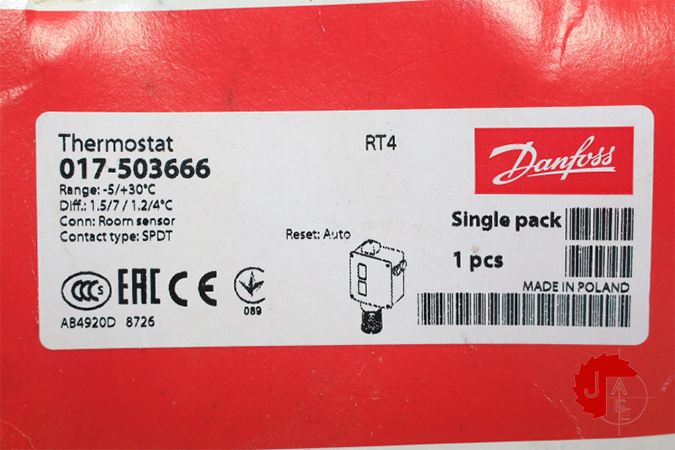 Thermostat
RT4
Danfoss
017-503666
Range: -5/+30°C
Diff.: 1.5/7 / 1.2/4°C
Conn: Room sensor
Contact type: SPDT
Reset: Auto
Single pack
1 pcs
CCC S
EAC CE
089
MADE IN POLAND
AB4920D 8726